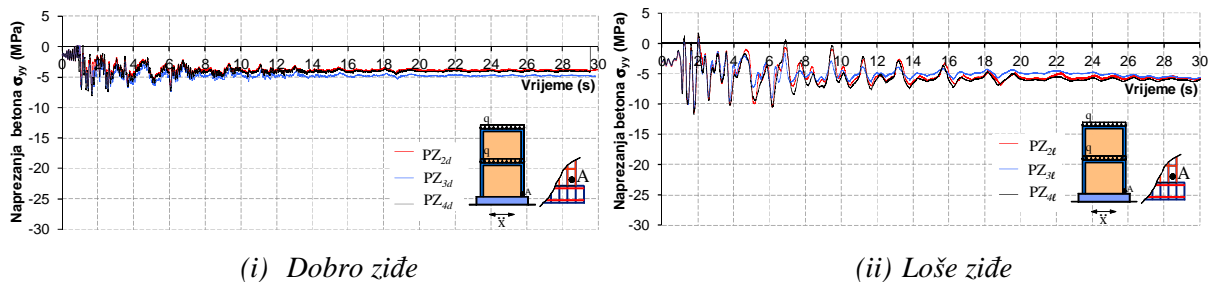 Naprezanja betona σyy (MPa)
5
0
-5
-10
-15
-20
-25
-30
0 2 4 6 8 10 12 14 16 18 20 22 24 26 28 30
Vrijeme (s)
PZ2d
PZ3d
PZ4d
q
q
A
A
ẍ
(i) Dobro ziđe
Naprezanja betona σyy (MPa)
5
0
-5
-10
-15
-20
-25
-30
0 2 4 6 8 10 12 14 16 18 20 22 24 26 28 30
Vrijeme (s)
PZ2ℓ
PZ3ℓ
PZ4ℓ
q
q
A
A
ẍ
(ii) Loše ziđe